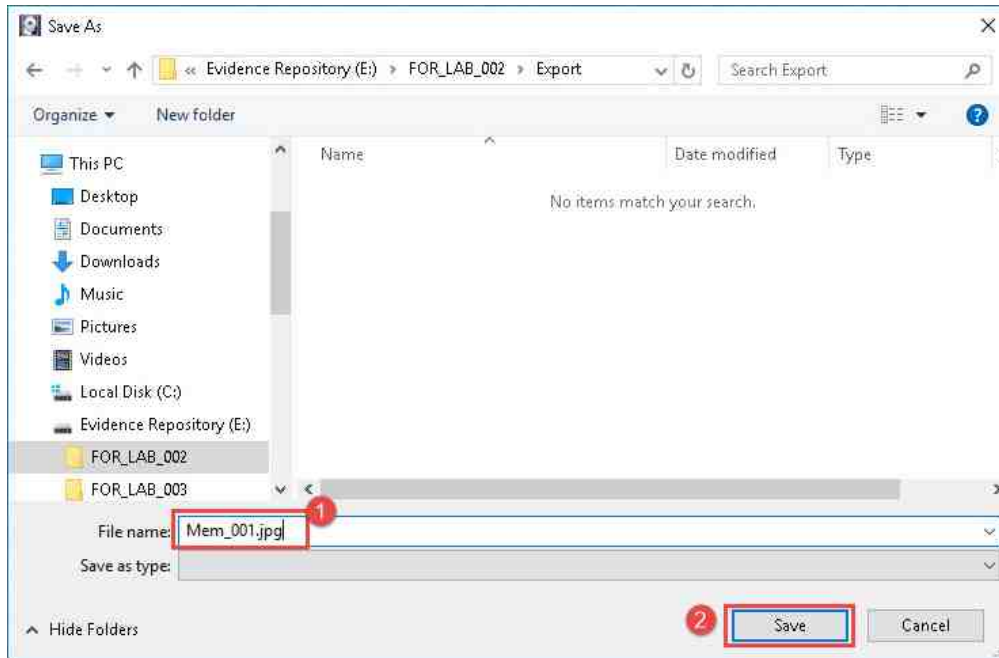 Save As
« Evidence Repository (E:) › FOR_LAB_002 › Export
Search Export
Organize
New folder
Name
Date modified
Type
No items match your search.
This PC
Desktop
Documents
Downloads
Music
Pictures
Videos
Local Disk (C:)
Evidence Repository (E:)
FOR_LAB_002
FOR_LAB_003
1
File name: Mem_001.jpg
Save as type:
Hide Folders
2
Save
Cancel